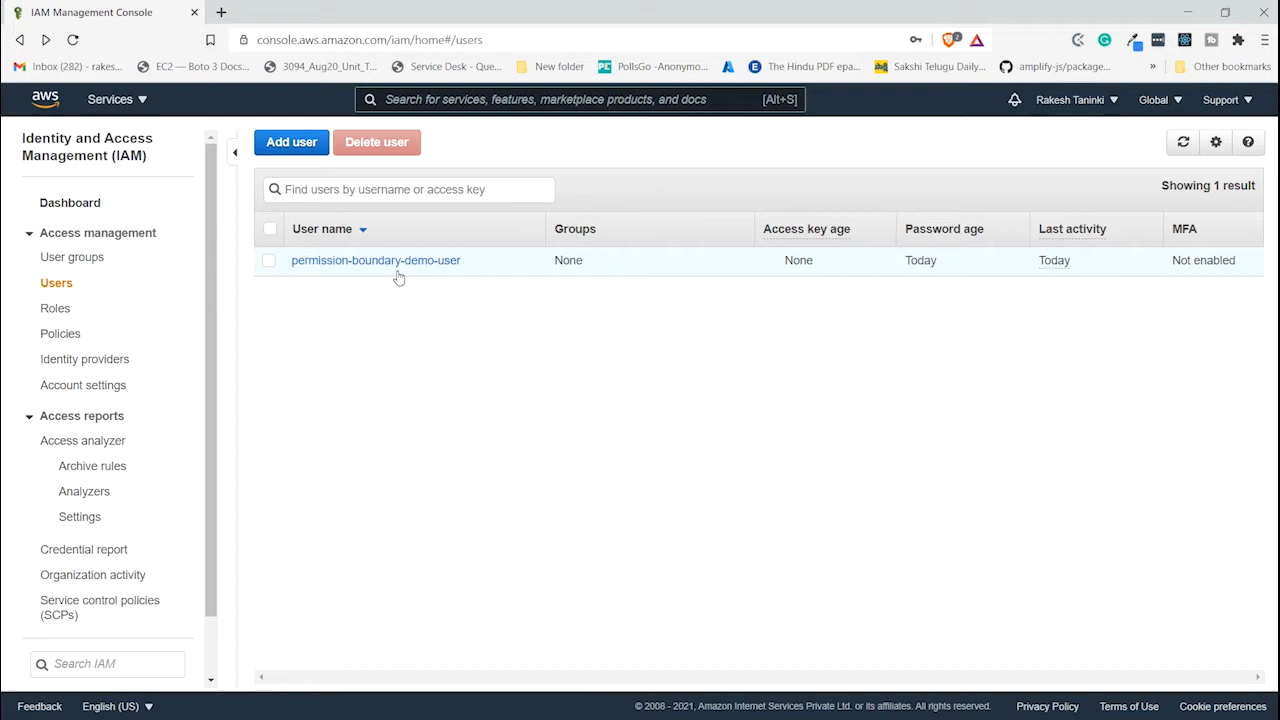 IAM Management Console
console.aws.amazon.com/iam/home#/users
2
Inbox (282) - rakes...
EC2 — Boto 3 Docs...
3094_Aug20_Unit_T...
Service Desk - Que...
New folder
PollsGo -Anonymo...
The Hindu PDF epa...
Sakshi Telugu Daily...
amplify-js/package...
»
Other bookmarks
aws
Services
Search for services, features, marketplace products, and docs
[Alt+S]
Rakesh Taninki
Global
Support
Identity and Access
Management (IAM)
Dashboard
Access management
User groups
Users
Roles
Policies
Identity providers
Account settings
Access reports
Access analyzer
Archive rules
Analyzers
Settings
Credential report
Organization activity
Service control policies
(SCPs)
Search IAM
Add user
Delete user
Find users by username or access key
Showing 1 result
User name
Groups
Access key age
Password age
Last activity
MFA
permission-boundary-demo-user
None
None
Today
Today
Not enabled
Feedback
English (US)
© 2008 - 2021, Amazon Internet Services Private Ltd. or its affiliates. All rights reserved.
Privacy Policy
Terms of Use
Cookie preferences